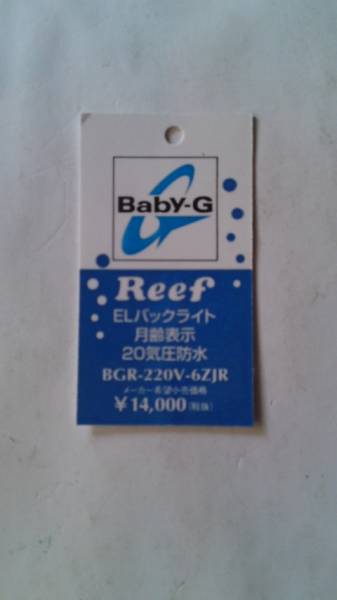 Baby-G
Reef
ELバックライト
月齢表示
20気圧防水
BGR-220V-6ZJR
メーカー希望小売価格
￥14,000(税抜)